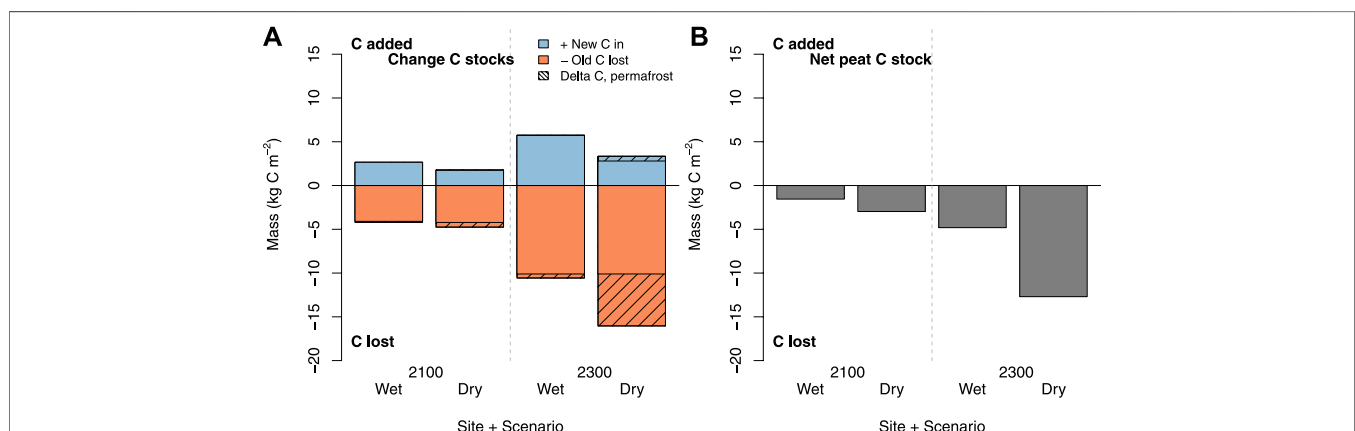 A
C added
Change C stocks
+ New C in
− Old C lost
Delta C, permafrost
Mass (kg C m−2)
15
10
5
0
−5
−10
−15
−20
C lost
2100
2300
Wet
Dry
Wet
Dry
Site + Scenario
B
C added
Net peat C stock
Mass (kg C m−2)
15
10
5
0
−5
−10
−15
−20
C lost
2100
2300
Wet
Dry
Wet
Dry
Site + Scenario